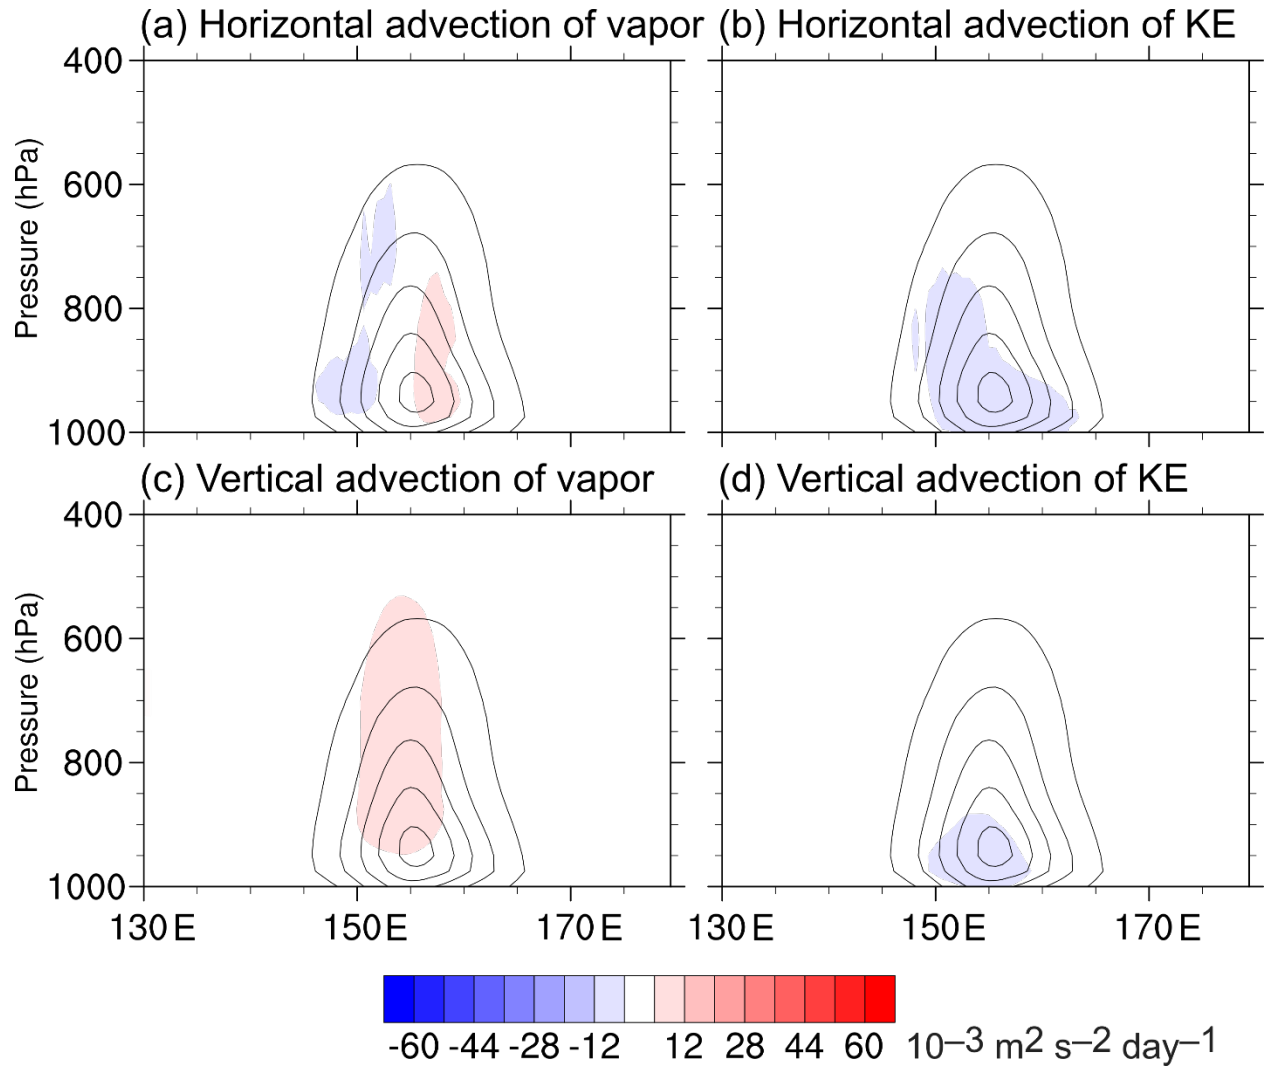 (a) Horizontal advection of vapor (b) Horizontal advection of KE
400
600
800
1000
Pressure (hPa)
(c) Vertical advection of vapor (d) Vertical advection of KE
400
600
800
1000
Pressure (hPa)
130E 150E 170E 130E 150E 170E
-60 -44 -28 -12 12 28 44 60 10⁻³ m2 s⁻² day⁻¹